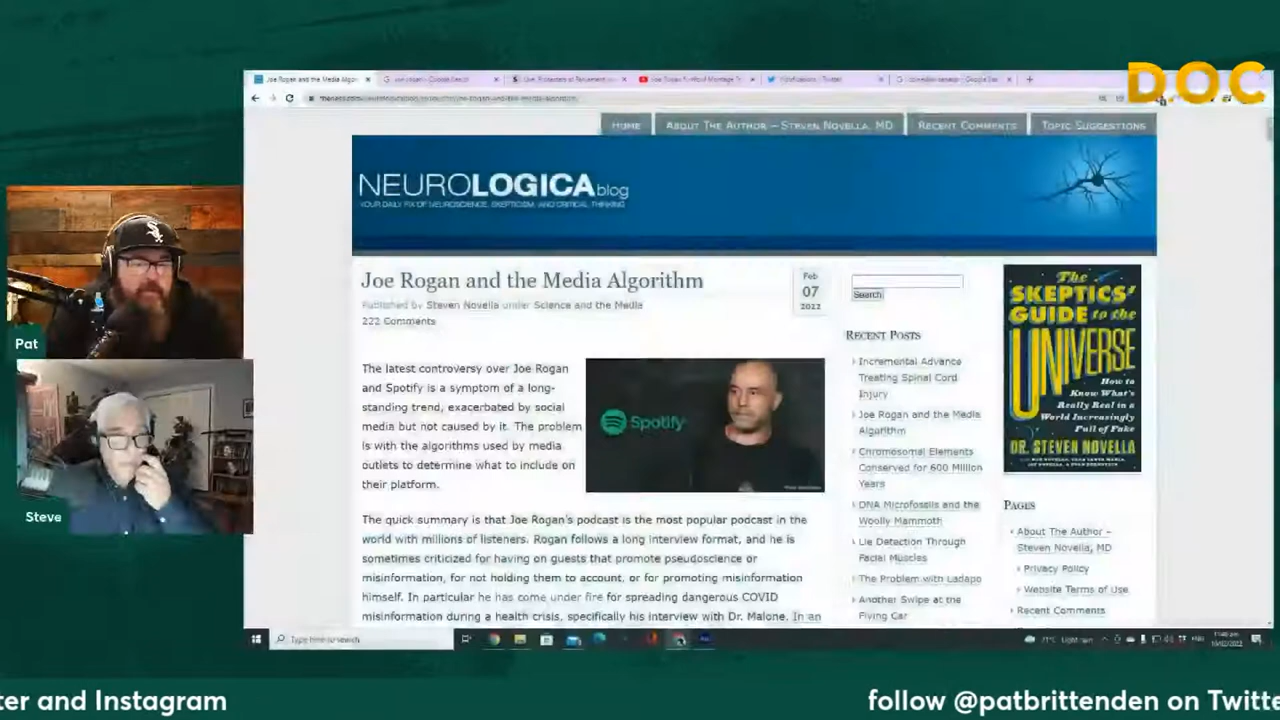 DOC
Joe Rogan and the Media Algor
HOME
ABOUT THE AUTHOR – STEVEN NOVELLA, MD
RECENT COMMENTS
TOPIC SUGGESTIONS
NEUROLOGICA blog
YOUR DAILY FIX OF NEUROSCIENCE, SKEPTICISM, AND CRITICAL THINKING
Joe Rogan and the Media Algorithm
Published by Steven Novella under Science and the Media
222 Comments
Feb
07
2022
Search
The latest controversy over Joe Rogan
and Spotify is a symptom of a long-
standing trend, exacerbated by social
media but not caused by it. The problem
is with the algorithms used by media
outlets to determine what to include on
their platform.
Spotify
The quick summary is that Joe Rogan's podcast is the most popular podcast in the
world with millions of listeners. Rogan follows a long interview format, and he is
sometimes criticized for having on guests that promote pseudoscience or
misinformation, for not holding them to account, or for promoting misinformation
himself. In particular he has come under fire for spreading dangerous COVID
misinformation during a health crisis, specifically his interview with Dr. Malone. In an
RECENT POSTS
Incremental Advance
Treating Spinal Cord
Injury
Joe Rogan and the Media
Algorithm
Chromosomal Elements
Conserved for 600 Million
Years
DNA Microfossils and the
Woolly Mammoth
Lie Detection Through
Facial Muscles
The Problem with Ladapo
Another Swipe at the
Flying Car
The
SKEPTICS'
GUIDE to the
UNIVERSE
How to
Know What's
Really Real in a
World Increasingly
Full of Fake
DR. STEVEN NOVELLA
PAGES
About The Author –
Steven Novella, MD
Privacy Policy
Website Terms of Use
Recent Comments
Pat
Steve
Type here to search
ter and Instagram
follow @patbrittenden on Twitte